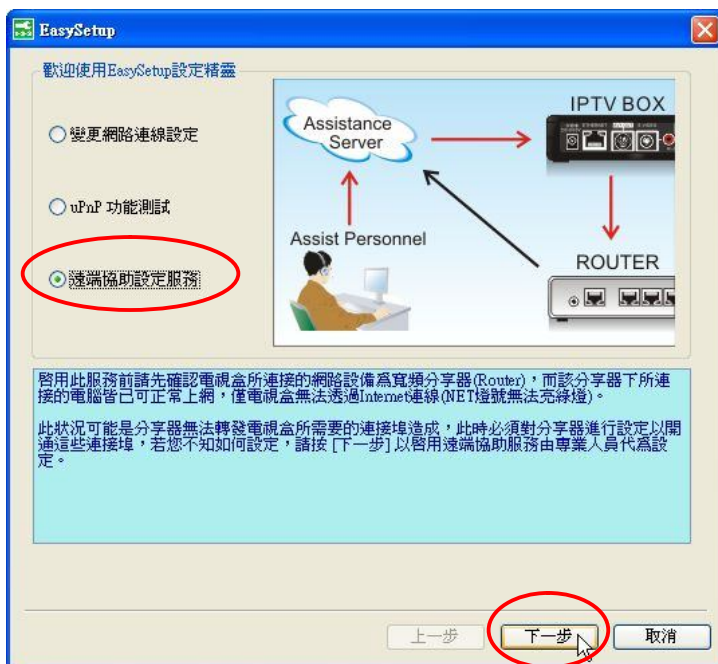 EasySetup
歡迎使用EasySetup設定精靈
變更網路連線設定
uPnP 功能測試
遠端協助設定服務
Assistance
Server
IPTV BOX
Assist Personnel
ROUTER
啓用此服務前請先確認電視盒所連接的網路設備爲寬頻分享器(Router)，而該分享器下所連
接的電腦皆已可正常上網，僅電視盒無法透過Internet連線(NET燈號無法亮綠燈)。
此狀況可能是分享器無法轉發電視盒所需要的連接埠造成，此時必須對分享器進行設定以開
通這些連接埠，若您不知如何設定，請按 [下一步] 以啓用遠端協助服務由專業人員代爲設
定。
上一步
下一步
取消